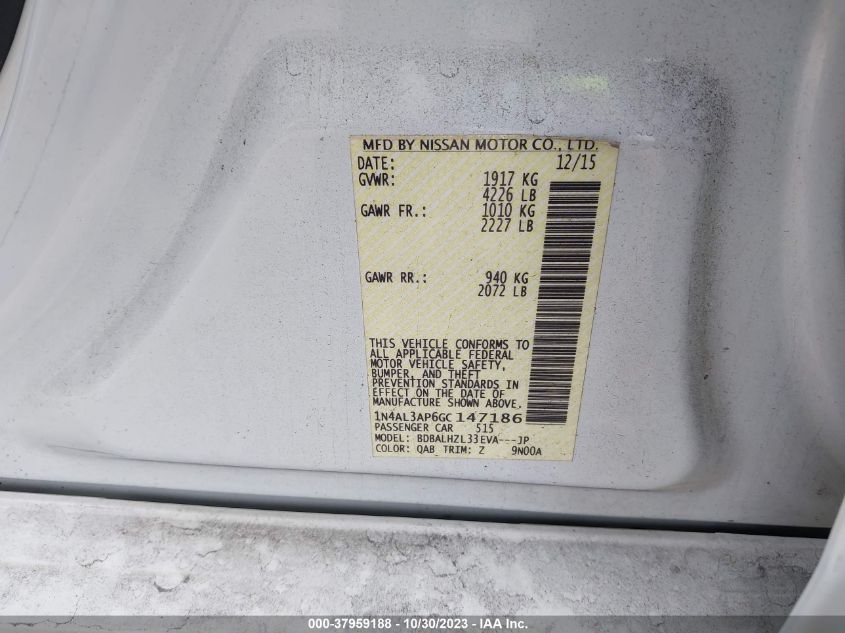 MFD BY NISSAN MOTOR CO., LTD.
DATE: 12/15
GVWR: 1917 KG
4226 LB
GAWR FR.: 1010 KG
2227 LB
GAWR RR.: 940 KG
2072 LB
THIS VEHICLE CONFORMS TO
ALL APPLICABLE FEDERAL
MOTOR VEHICLE SAFETY,
BUMPER, AND THEFT
PREVENTION STANDARDS IN
EFFECT ON THE DATE OF
MANUFACTURE SHOWN ABOVE.
1N4AL3AP6GC147186
PASSENGER CAR 515
MODEL: BDBALHZL33EVA---JP
COLOR: QAB TRIM: Z 9N00A
000-37959188 - 10/30/2023 - IAA Inc.